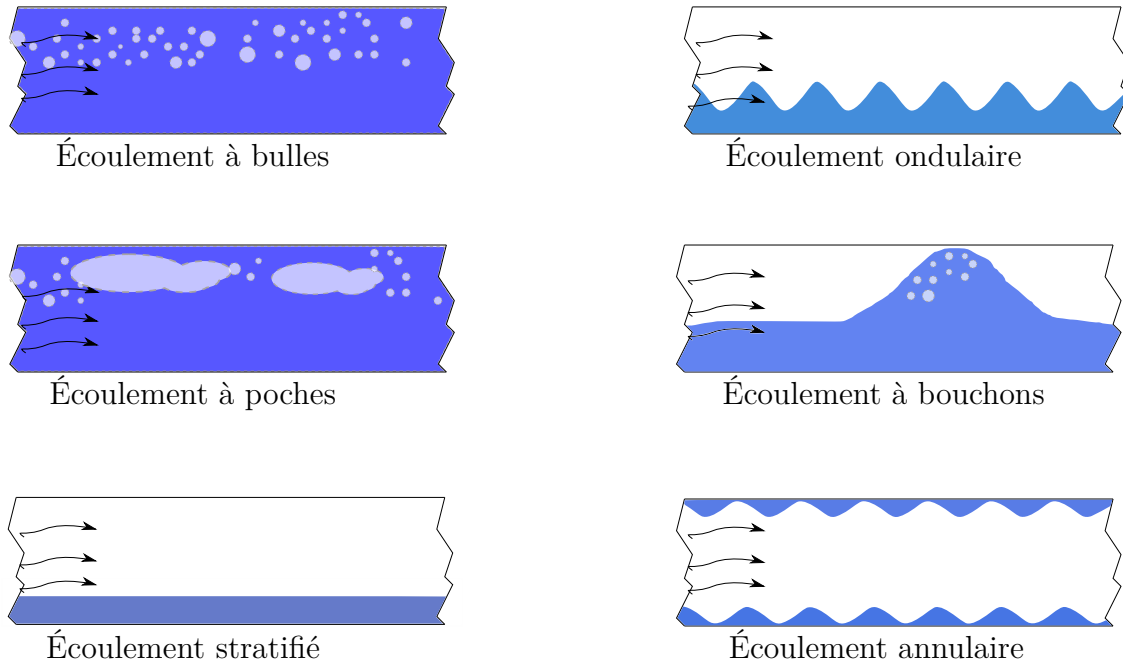 Écoulement à bulles
Écoulement ondulaire
Écoulement à poches
Écoulement à bouchons
Écoulement stratifié
Écoulement annulaire